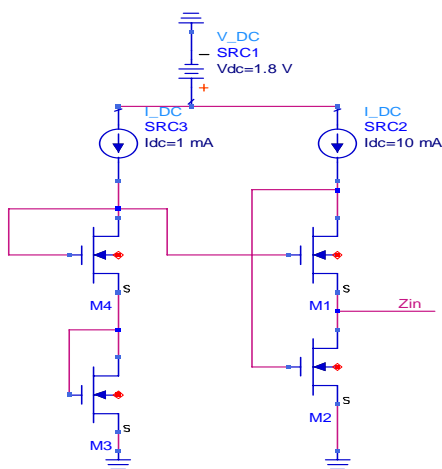 V_DC
SRC1
Vdc=1.8 V
+
I_DC
SRC3
Idc=1 mA
I_DC
SRC2
Idc=10 mA
S
M4
S
M1
Zin
S
M3
S
M2